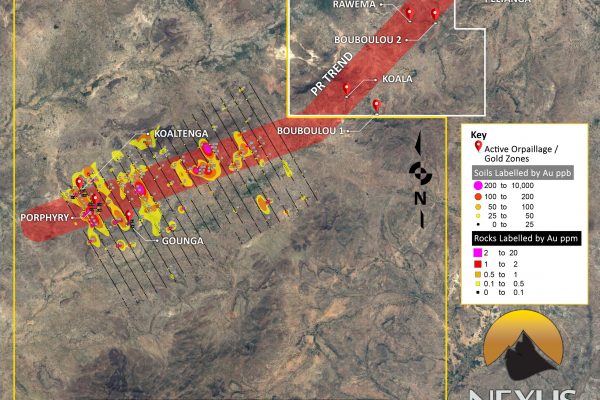 RAWEMA
BOUBOULOU 2
PR TREND
KOALA
BOUBOULOU 1
KOALTENGA
PORPHYRY
GOUNGA
N
Key
Active Orpaillage /
Gold Zones
Soils Labelled by Au ppb
200 to 10,000
100 to 200
50 to 100
25 to 50
0 to 25
Rocks Labelled by Au ppm
2 to 20
1 to 2
0.5 to 1
0.1 to 0.5
0 to 0.1
NEXUS